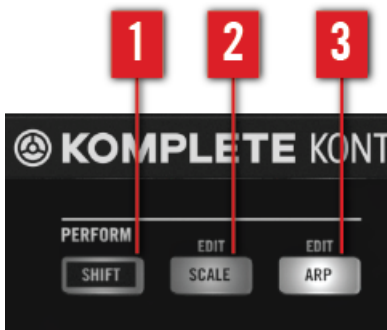 1 2 3
KOMPLETE KONT
PERFORM
EDIT EDIT
SHIFT SCALE ARP